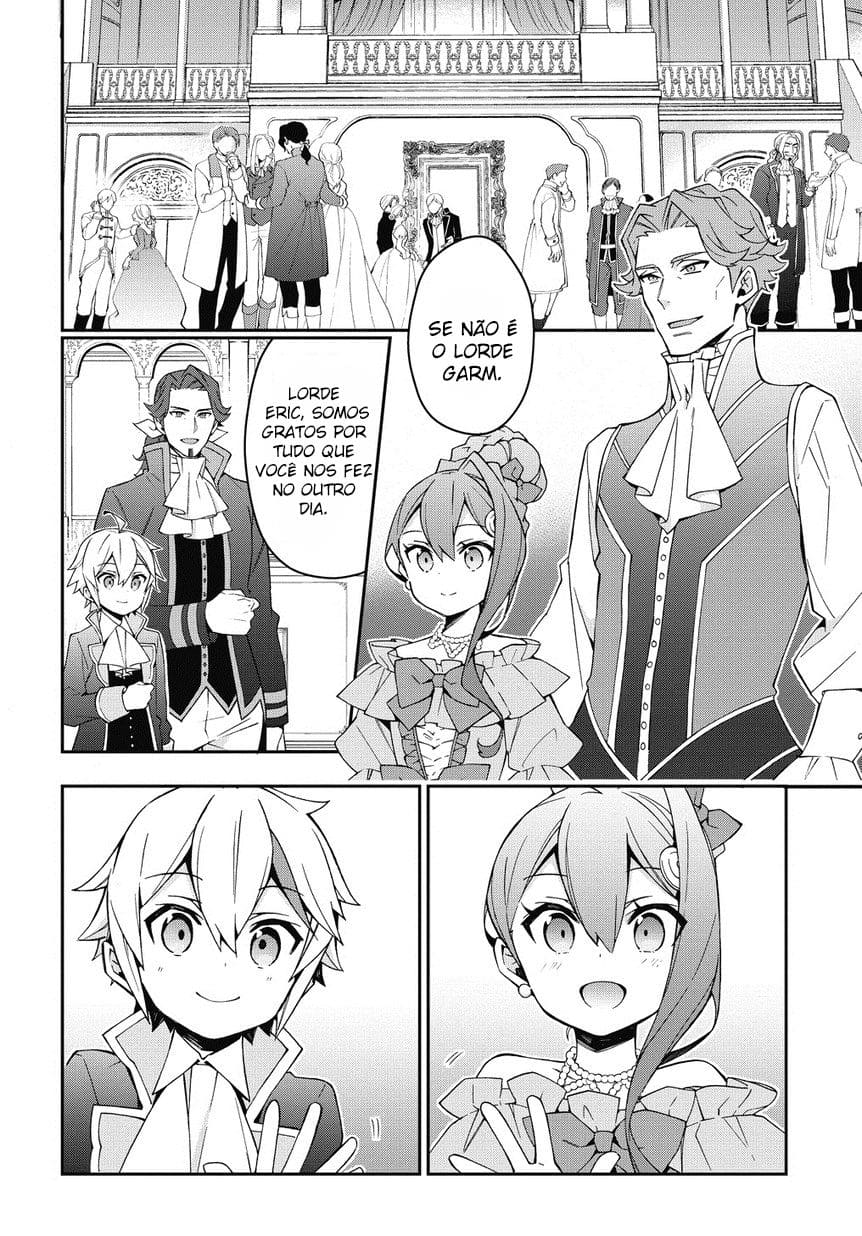 SE NÃO É
O LORDE
GARM.
LORDE
ERIC, SOMOS
GRATOS POR
TUDO QUE
VOCÊ NOS FEZ
NO OUTRO
DIA.